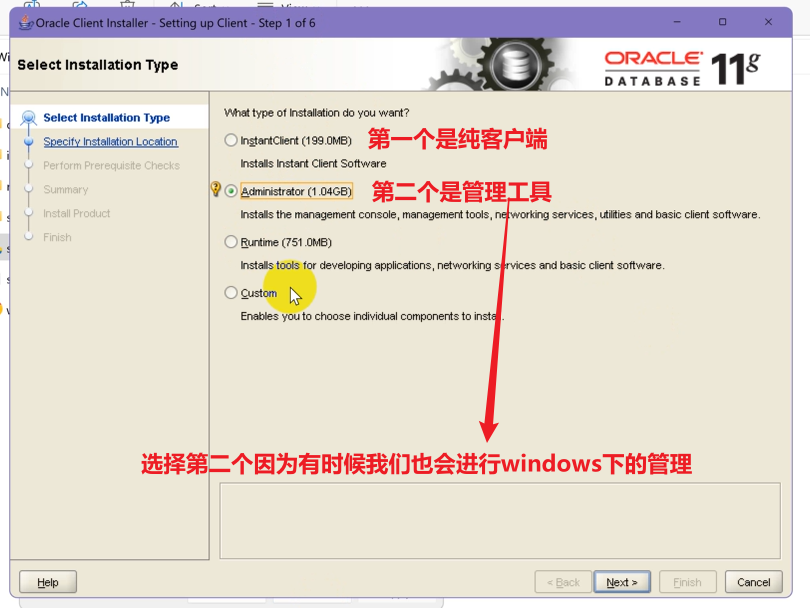 Oracle Client Installer - Setting up Client - Step 1 of 6
Select Installation Type
ORACLE
DATABASE 11g
Select Installation Type
Specify Installation Location
Perform Prerequisite Checks
Summary
Install Product
Finish
What type of Installation do you want?
InstantClient (199.0MB) 第一个是纯客户端
Installs Instant Client Software
Administrator (1.04GB) 第二个是管理工具
Installs the management console, management tools, networking services, utilities and basic client software.
Runtime (751.0MB)
Installs tools for developing applications, networking services and basic client software.
Custom
Enables you to choose individual components to install.
选择第二个因为有时候我们也会进行windows下的管理
Help
< Back
Next >
Finish
Cancel